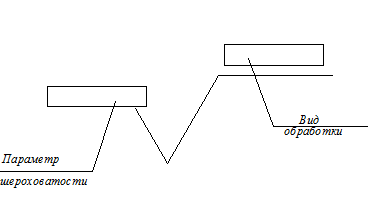 Вид
обработки
Параметр
шероховатости